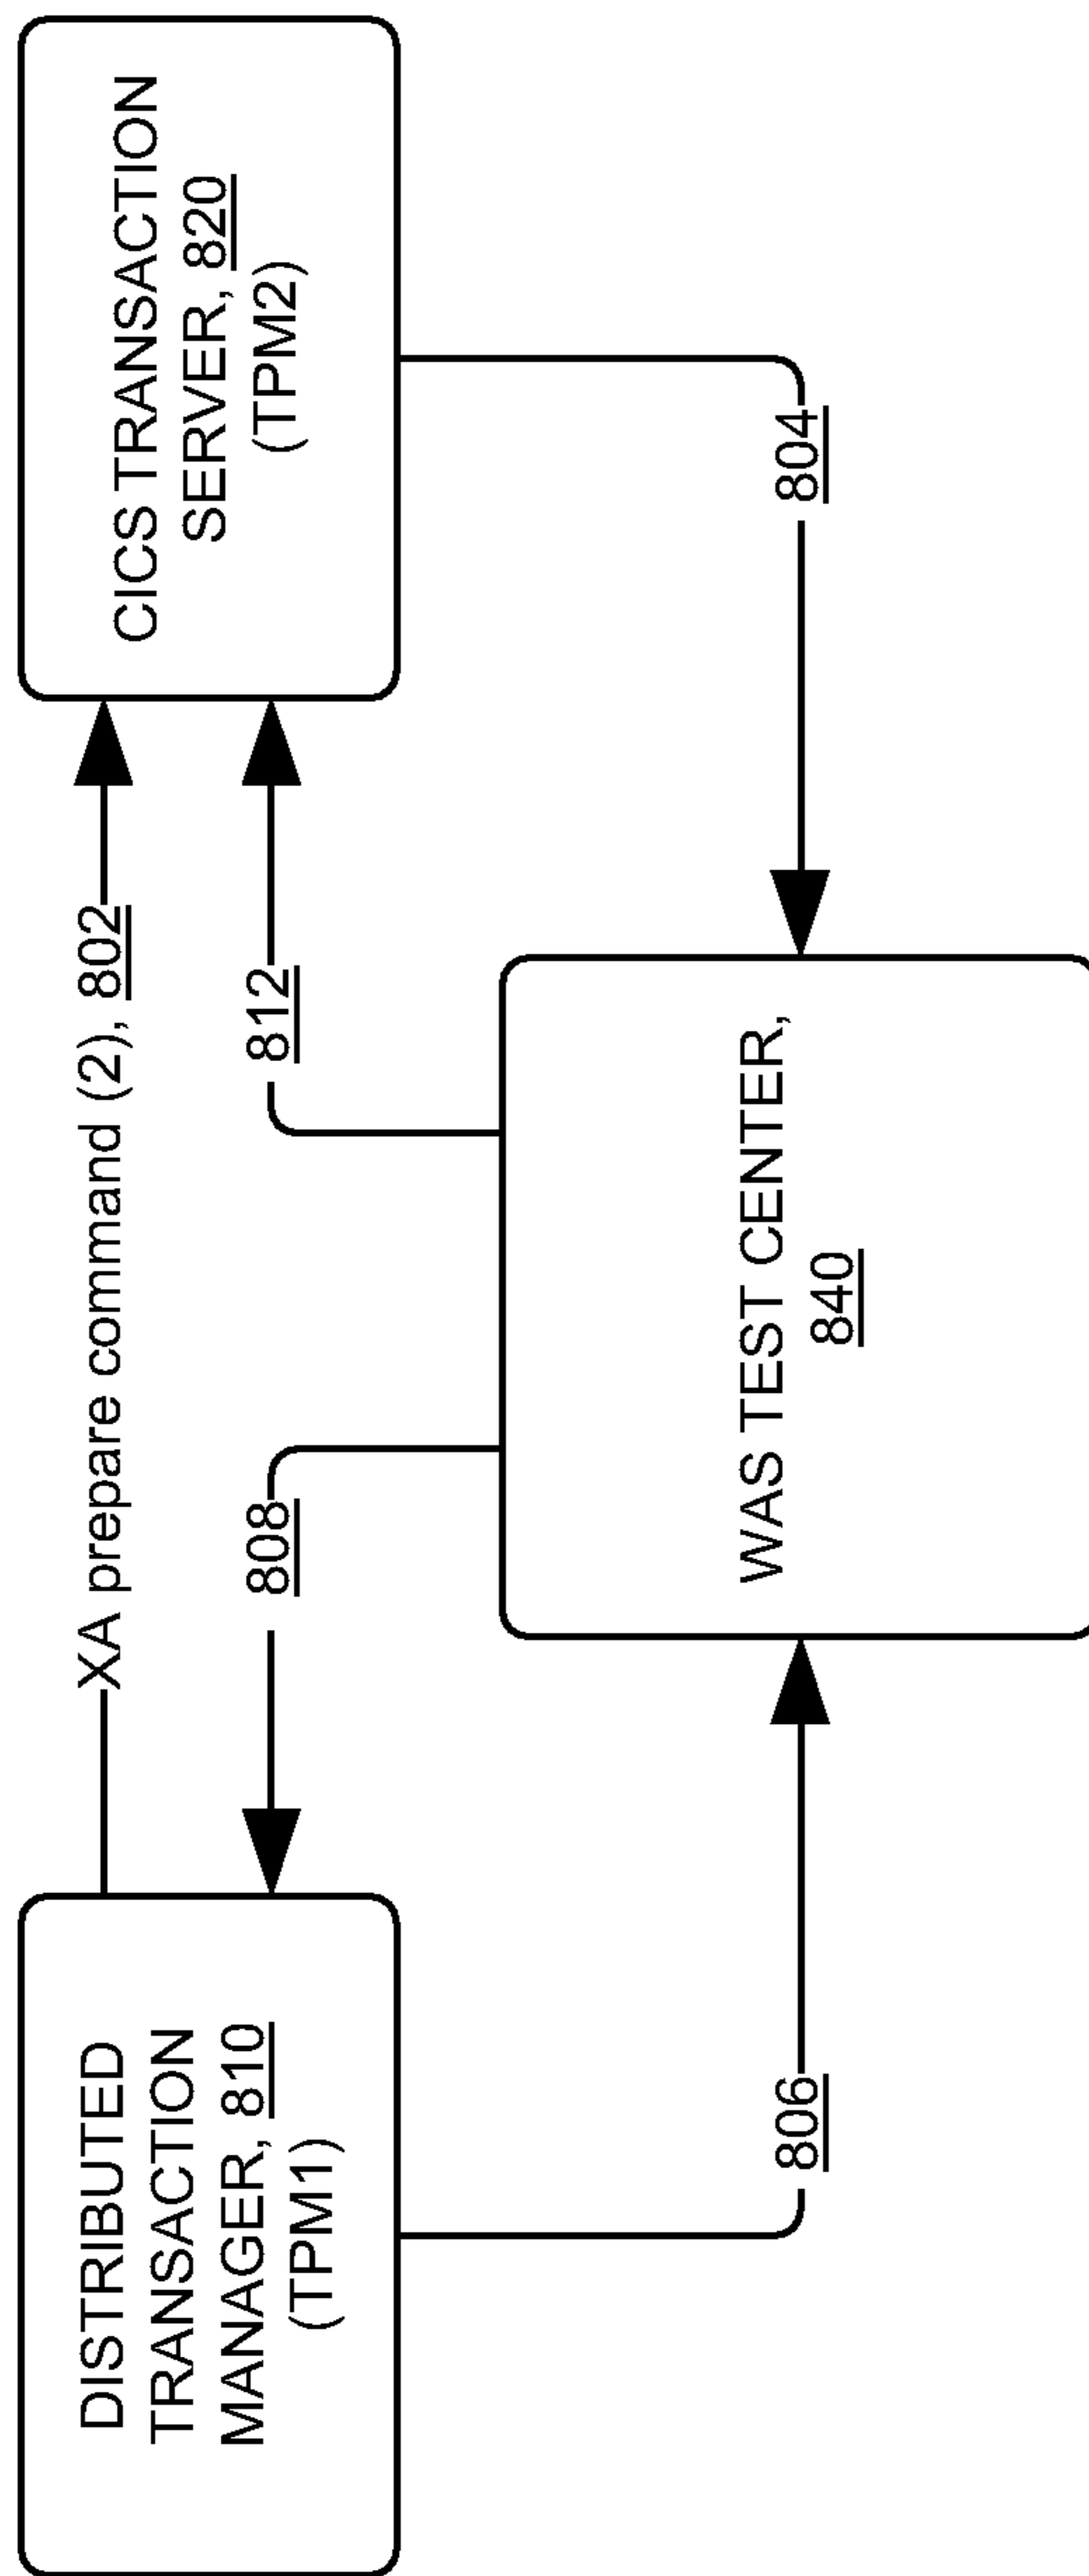 DISTRIBUTED
TRANSACTION
MANAGER, 810
(TPM1)
XA prepare command (2), 802
CICS TRANSACTION
SERVER, 820
(TPM2)
808
812
WAS TEST CENTER,
840
806
804